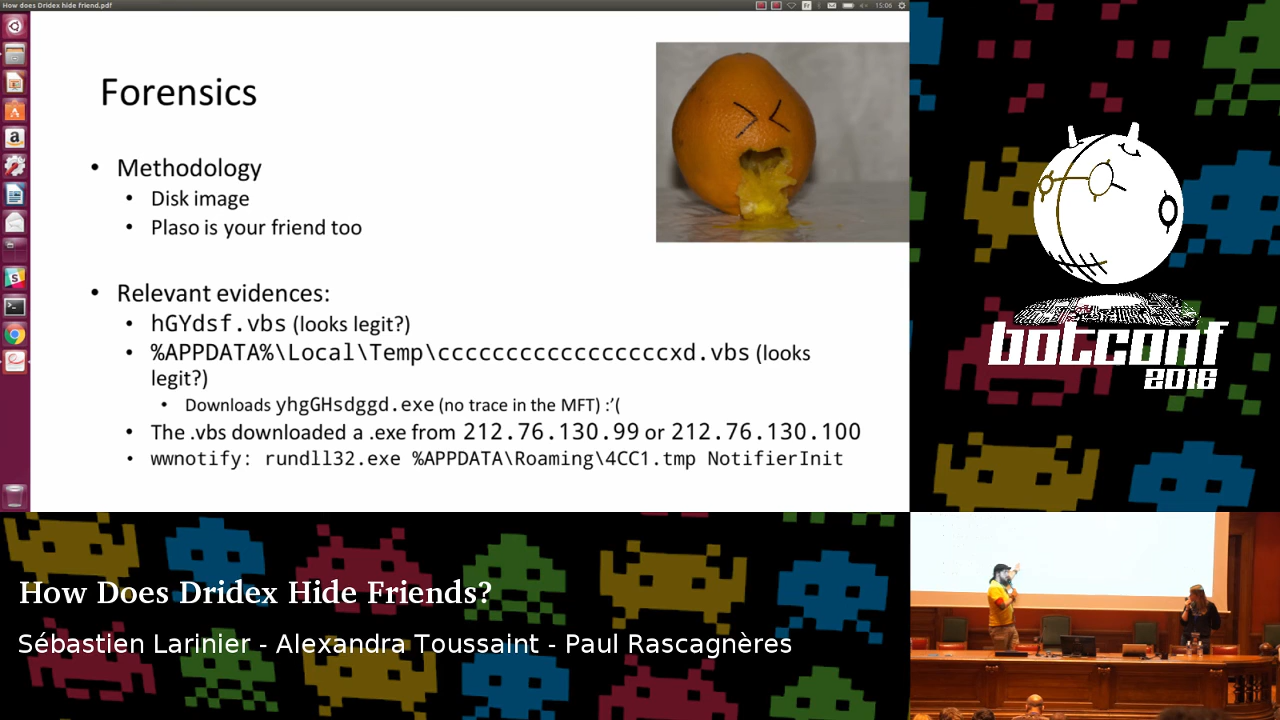 How does Dridex hide friend.pdf
Fr
15:06
Forensics
• Methodology
• Disk image
• Plaso is your friend too
• Relevant evidences:
• hGYdsf.vbs (looks legit?)
• %APPDATA%\Local\Temp\cccccccccccccccccxd.vbs (looks
legit?)
• Downloads yhgGHsdggd.exe (no trace in the MFT) :’(
• The .vbs downloaded a .exe from 212.76.130.99 or 212.76.130.100
• wwnotify: rundll32.exe %APPDATA\Roaming\4CC1.tmp NotifierInit
botconf
2016
How Does Dridex Hide Friends?
Sébastien Larinier - Alexandra Toussaint - Paul Rascagnères